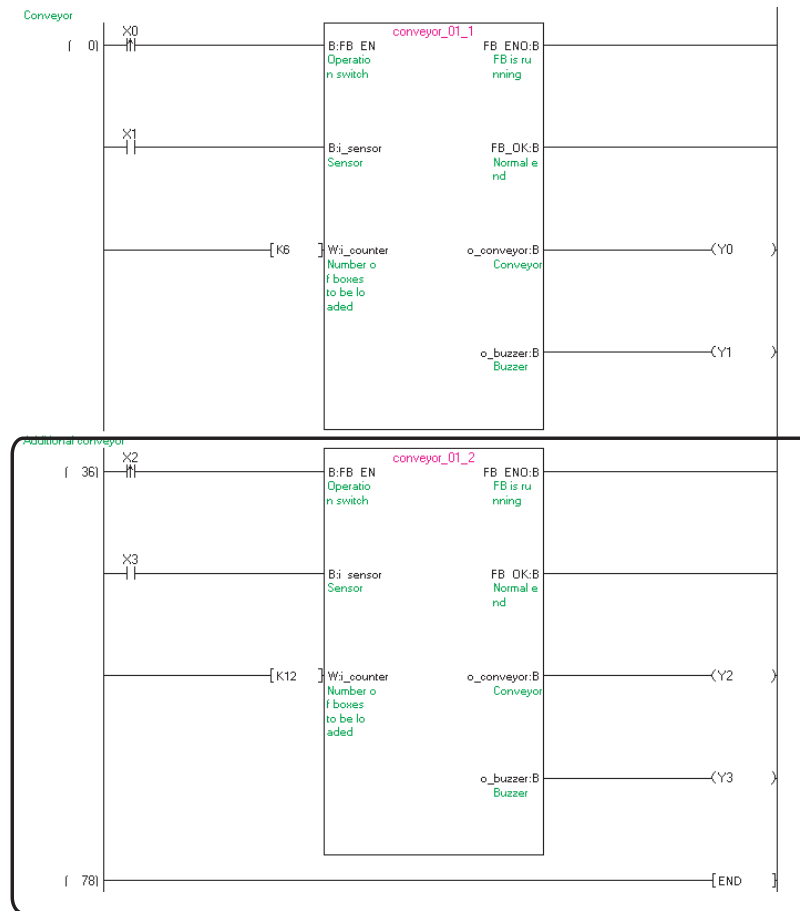 Conveyor
X0
( 0) conveyor_01_1
B:FB_EN FB_ENO:B
Operatio FB is ru
n switch nning
X1
B:i_sensor FB_OK:B
Sensor Normal e
nd
[ K6 ] W:i_counter o_conveyor:B (Y0 )
Number o Conveyor
f boxes
to be lo
aded
o_buzzer:B (Y1 )
Buzzer
Additional conveyor
X2
( 36) conveyor_01_2
B:FB_EN FB_ENO:B
Operatio FB is ru
n switch nning
X3
B:i_sensor FB_OK:B
Sensor Normal e
nd
[ K12 ] W:i_counter o_conveyor:B (Y2 )
Number o Conveyor
f boxes
to be lo
aded
o_buzzer:B (Y3 )
Buzzer
( 78) [ END ]